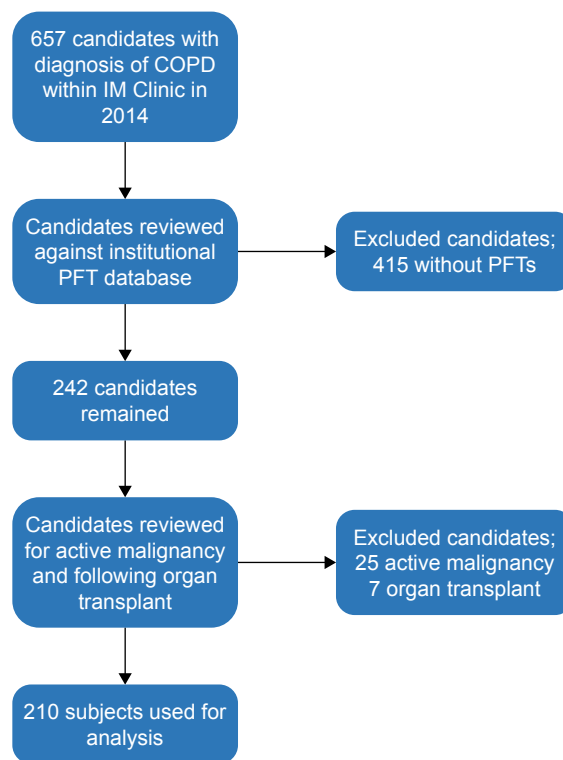 657 candidates with
diagnosis of COPD
within IM Clinic in
2014
Candidates reviewed
against institutional
PFT database
Excluded candidates;
415 without PFTs
242 candidates
remained
Candidates reviewed
for active malignancy
and following organ
transplant
Excluded candidates;
25 active malignancy
7 organ transplant
210 subjects used for
analysis